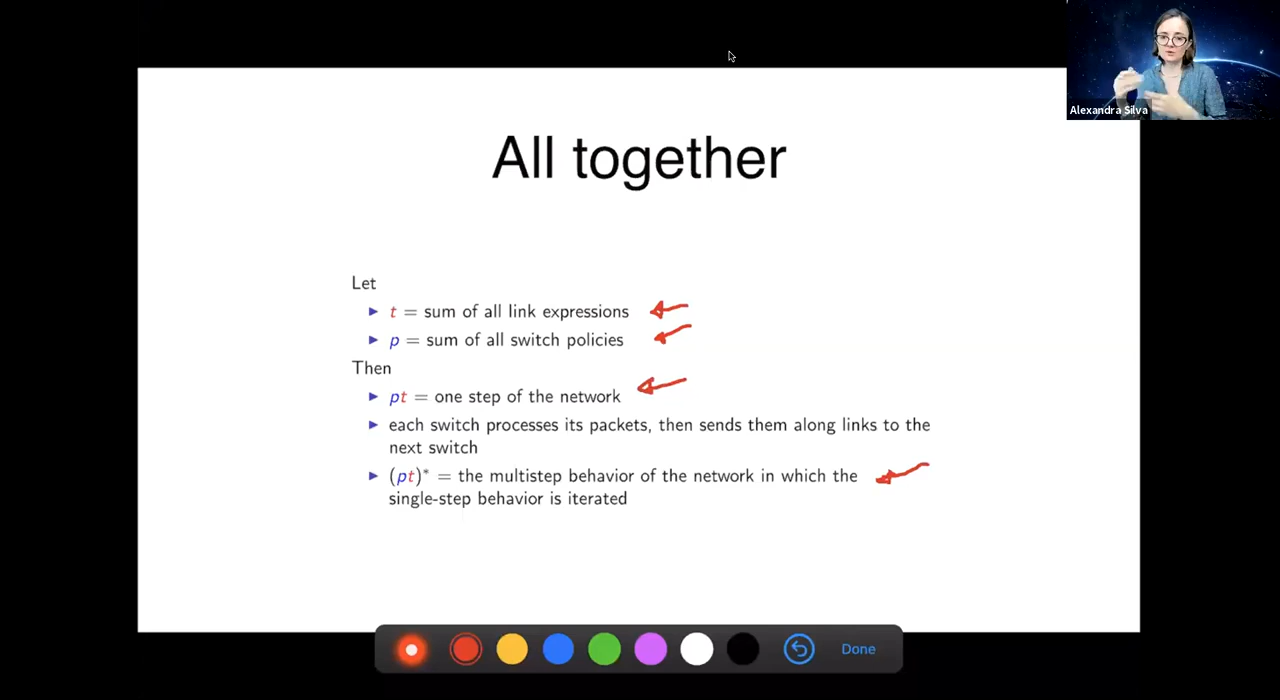 Alexandra Silva
All together
Let
▶ t = sum of all link expressions
▶ p = sum of all switch policies
Then
▶ pt = one step of the network
▶ each switch processes its packets, then sends them along links to the
next switch
▶ (pt)* = the multistep behavior of the network in which the
single-step behavior is iterated
Done